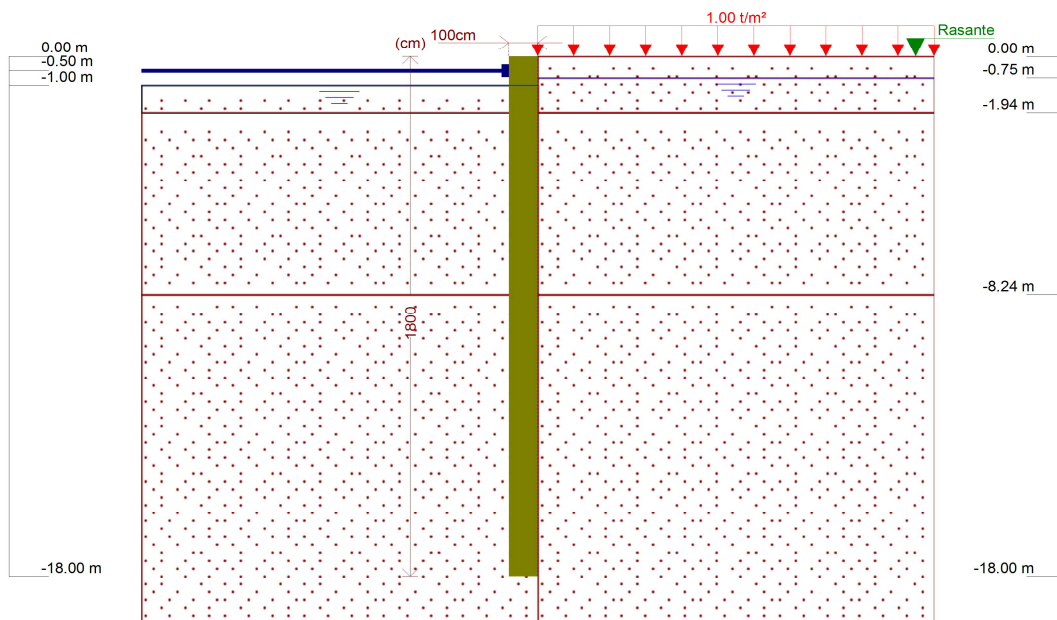 1.00 t/m²
Rasante
(cm)
100cm
0.00 m
-0.50 m
-1.00 m
0.00 m
-0.75 m
-1.94 m
-8.24 m
1800
-18.00 m
-18.00 m